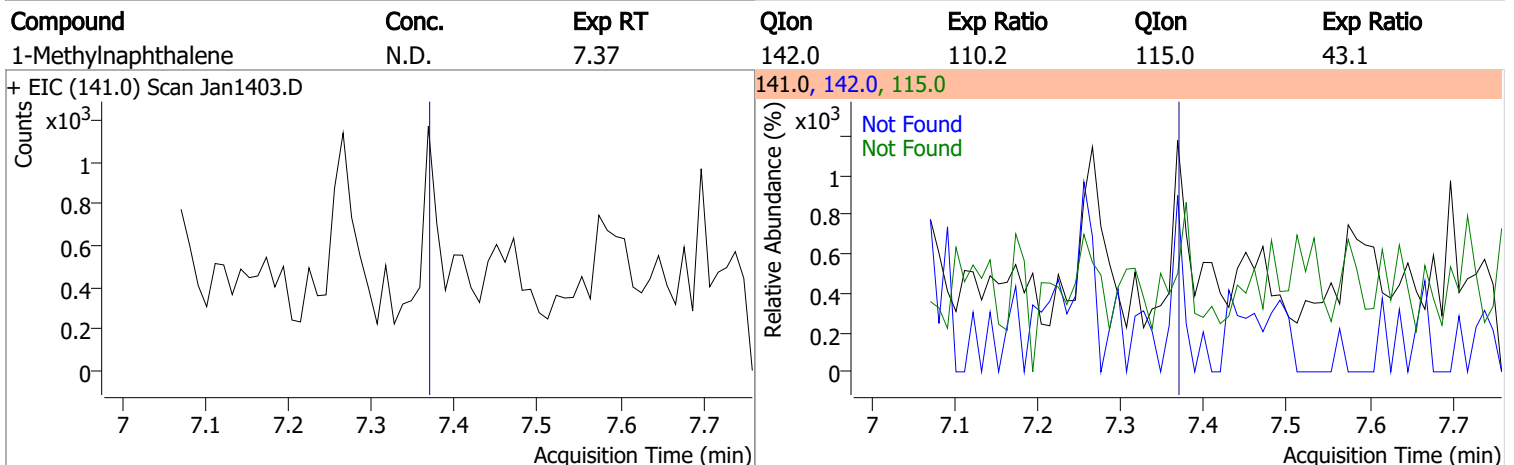 Compound Conc. Exp RT QIon Exp Ratio QIon Exp Ratio
1-Methylnaphthalene N.D. 7.37 142.0 110.2 115.0 43.1
+ EIC (141.0) Scan Jan1403.D
Counts
x10³
1
0.8
0.6
0.4
0.2
0
7 7.1 7.2 7.3 7.4 7.5 7.6 7.7
Acquisition Time (min)
141.0, 142.0, 115.0
Relative Abundance (%)
x10³
Not Found
Not Found
1
0.8
0.6
0.4
0.2
0
7 7.1 7.2 7.3 7.4 7.5 7.6 7.7
Acquisition Time (min)